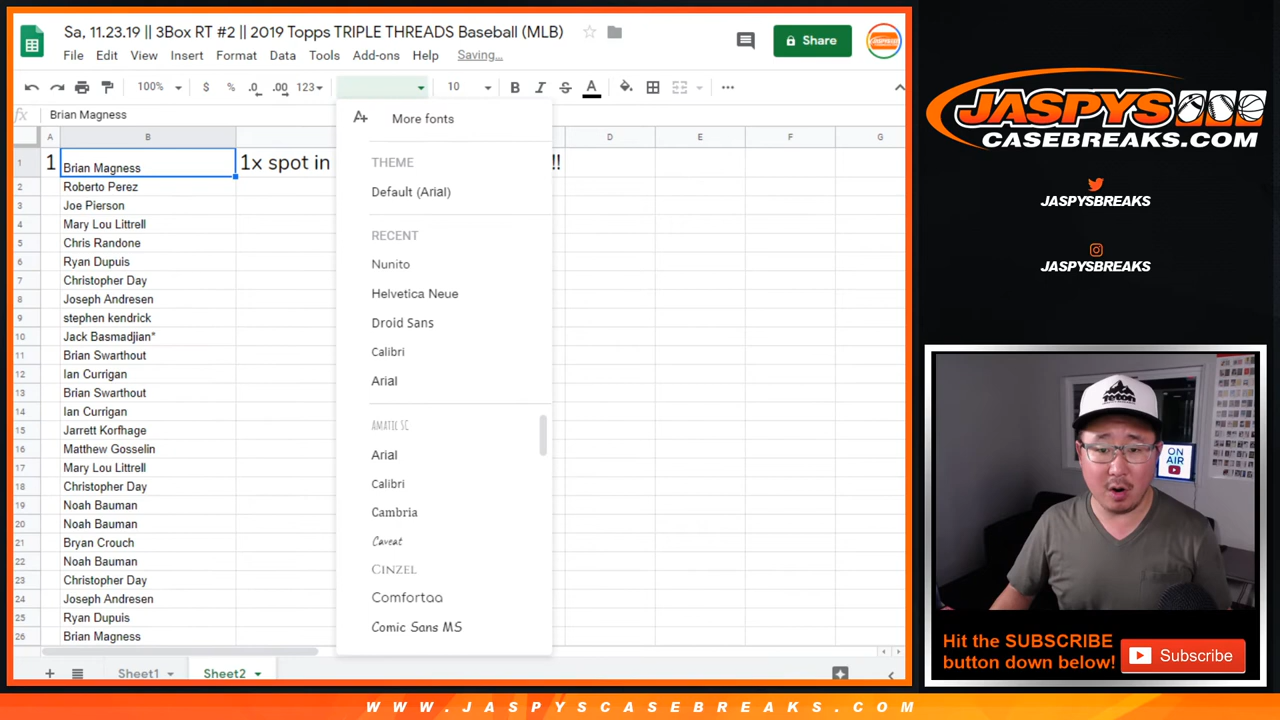 Sa, 11.23.19 || 3Box RT #2 || 2019 Topps TRIPLE THREADS Baseball (MLB)
File Edit View Insert Format Data Tools Add-ons Help Saving...
Share
100% $ % .0 .00 123 10 B I S A
fx Brian Magness
A B D E F G
1 1 Brian Magness 1x spot in !!
2 Roberto Perez
3 Joe Pierson
4 Mary Lou Littrell
5 Chris Randone
6 Ryan Dupuis
7 Christopher Day
8 Joseph Andresen
9 stephen kendrick
10 Jack Basmadjian*
11 Brian Swarthout
12 Ian Currigan
13 Brian Swarthout
14 Ian Currigan
15 Jarrett Korfhage
16 Matthew Gosselin
17 Mary Lou Littrell
18 Christopher Day
19 Noah Bauman
20 Noah Bauman
21 Bryan Crouch
22 Noah Bauman
23 Christopher Day
24 Joseph Andresen
25 Ryan Dupuis
26 Brian Magness
More fonts
THEME
Default (Arial)
RECENT
Nunito
Helvetica Neue
Droid Sans
Calibri
Arial
AMATIC SC
Arial
Calibri
Cambria
Caveat
CINZEL
Comfortaa
Comic Sans MS
Sheet1 Sheet2
JASPYS
CASEBREAKS.COM
JASPYSBREAKS
JASPYSBREAKS
ON
AIR
Hit the SUBSCRIBE
button down below!
Subscribe
WWW.JASPYSCASEBREAKS.COM